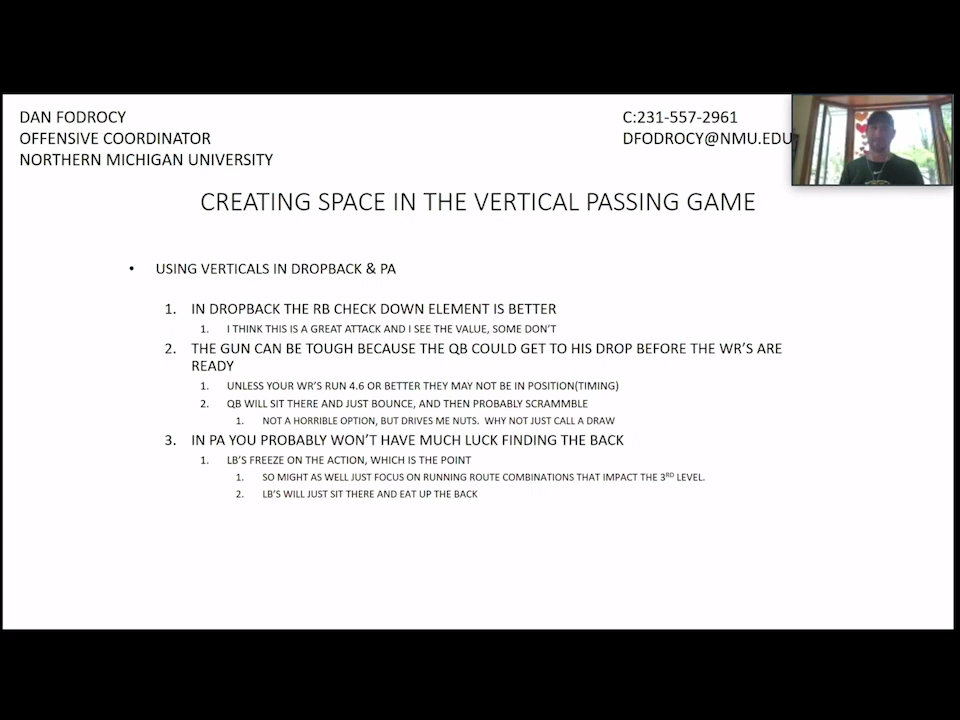 DAN FODROCY
OFFENSIVE COORDINATOR
NORTHERN MICHIGAN UNIVERSITY
C:231-557-2961
DFODROCY@NMU.EDU
CREATING SPACE IN THE VERTICAL PASSING GAME
• USING VERTICALS IN DROPBACK & PA
1. IN DROPBACK THE RB CHECK DOWN ELEMENT IS BETTER
1. I THINK THIS IS A GREAT ATTACK AND I SEE THE VALUE, SOME DON'T
2. THE GUN CAN BE TOUGH BECAUSE THE QB COULD GET TO HIS DROP BEFORE THE WR'S ARE
READY
1. UNLESS YOUR WR'S RUN 4.6 OR BETTER THEY MAY NOT BE IN POSITION(TIMING)
2. QB WILL SIT THERE AND JUST BOUNCE, AND THEN PROBABLY SCRAMMBLE
1. NOT A HORRIBLE OPTION, BUT DRIVES ME NUTS. WHY NOT JUST CALL A DRAW
3. IN PA YOU PROBABLY WON'T HAVE MUCH LUCK FINDING THE BACK
1. LB'S FREEZE ON THE ACTION, WHICH IS THE POINT
1. SO MIGHT AS WELL JUST FOCUS ON RUNNING ROUTE COMBINATIONS THAT IMPACT THE 3RD LEVEL.
2. LB'S WILL JUST SIT THERE AND EAT UP THE BACK